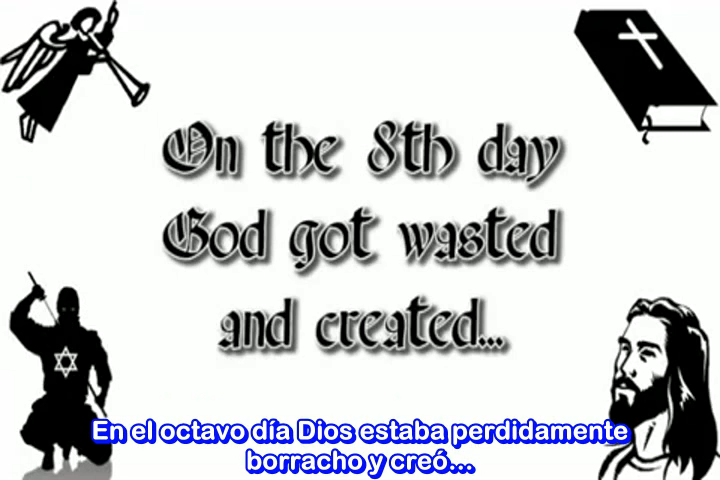 On the 8th day
God got wasted
and created...
En el octavo día Dios estaba perdidamente
borracho y creó...